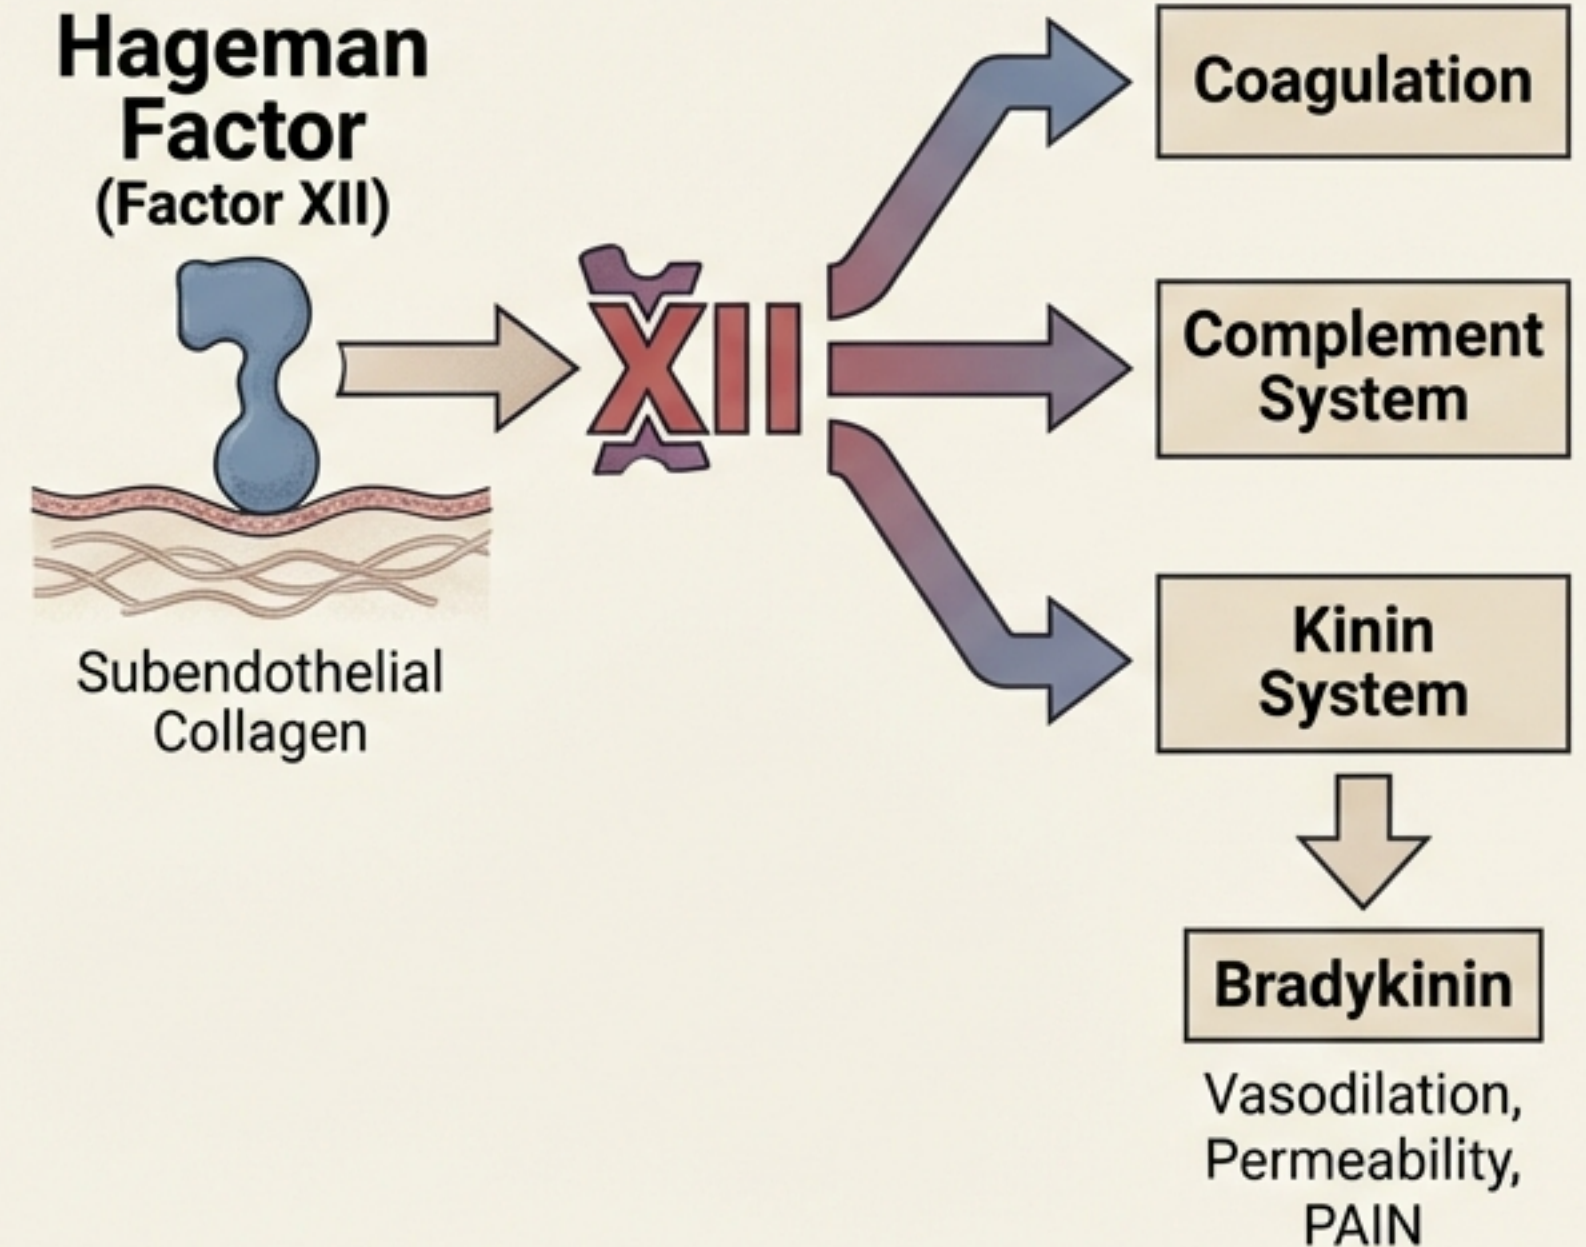 Hageman
Factor
(Factor XII)
Subendothelial
Collagen
XII
Coagulation
Complement
System
Kinin
System
Bradykinin
Vasodilation,
Permeability,
PAIN